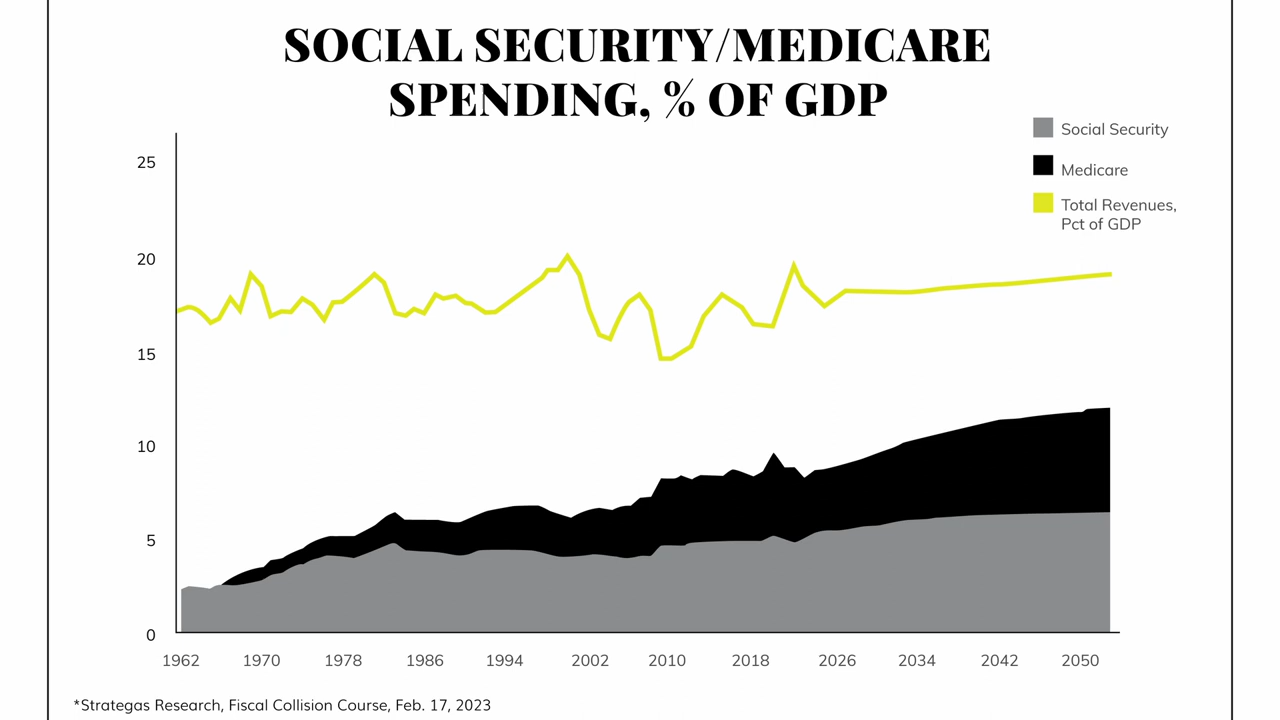 SOCIAL SECURITY/MEDICARE
SPENDING, % OF GDP
Social Security
Medicare
Total Revenues,
Pct of GDP
25
20
15
10
5
0
1962 1970 1978 1986 1994 2002 2010 2018 2026 2034 2042 2050
*Strategas Research, Fiscal Collision Course, Feb. 17, 2023